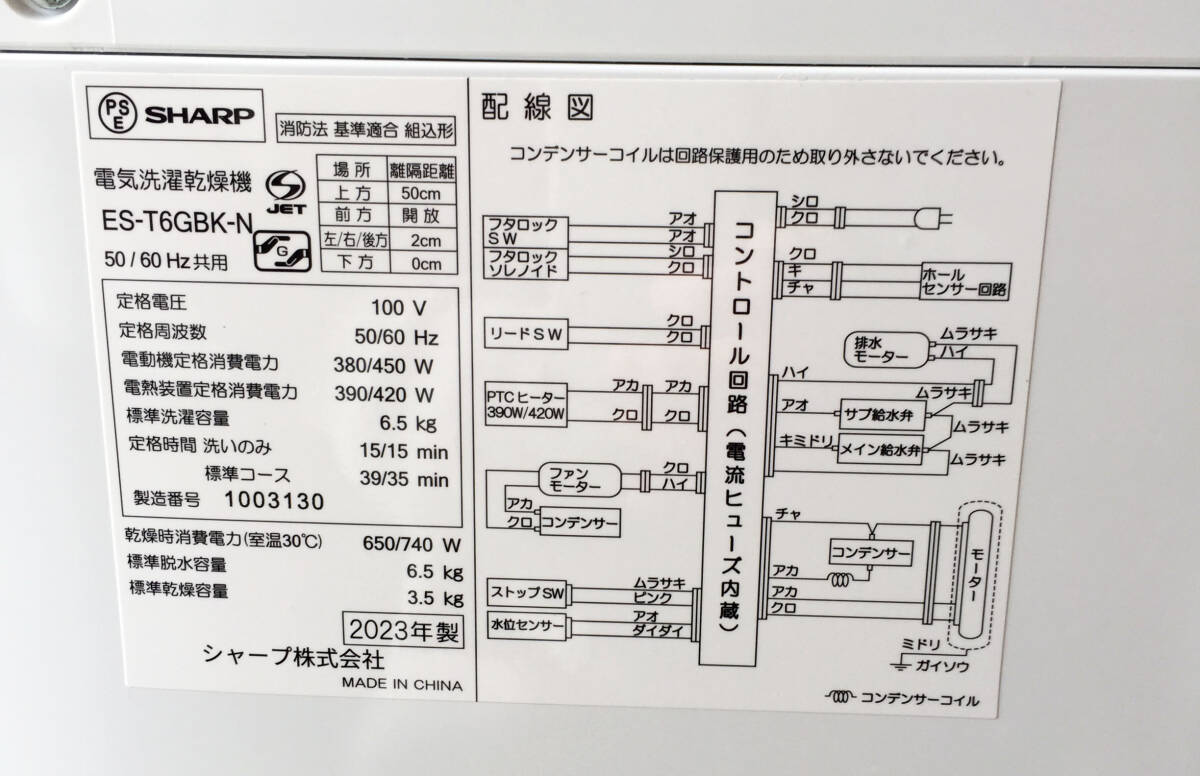 PSE SHARP
消防法 基準適合 組込形
電気洗濯乾燥機
ES-T6GBK-N
50/60Hz共用
S JET
G
場所 離隔距離
上方 50cm
前方 開放
左/右/後方 2cm
下方 0cm
定格電圧 100 V
定格周波数 50/60 Hz
電動機定格消費電力 380/450 W
電熱装置定格消費電力 390/420 W
標準洗濯容量 6.5 kg
定格時間 洗いのみ 15/15 min
標準コース 39/35 min
製造番号 1003130
乾燥時消費電力(室温30℃) 650/740 W
標準脱水容量 6.5 kg
標準乾燥容量 3.5 kg
2023年製
シャープ株式会社
MADE IN CHINA
配線図
コンデンサーコイルは回路保護用のため取り外さないでください。
フタロック
SW
アオ
アオ
フタロック
ソレノイド
シロ
クロ
リードSW
クロ
クロ
PTCヒーター
390W/420W
アカ アカ
クロ クロ
ファン
モーター
クロ
ハイ
アカ
クロ
コンデンサー
ストップSW
ムラサキ
ピンク
水位センサー
アオ
ダイダイ
コントロール回路(電流ヒューズ内蔵)
シロ
クロ
クロ
キ
チャ
ホール
センサー回路
排水
モーター
ムラサキ
ハイ
ハイ
ムラサキ
アオ
サブ給水弁
ムラサキ
キミドリ
メイン給水弁
ムラサキ
チャ
コンデンサー
アカ
アカ
クロ
モーター
ミドリ
ガイソウ
コンデンサーコイル